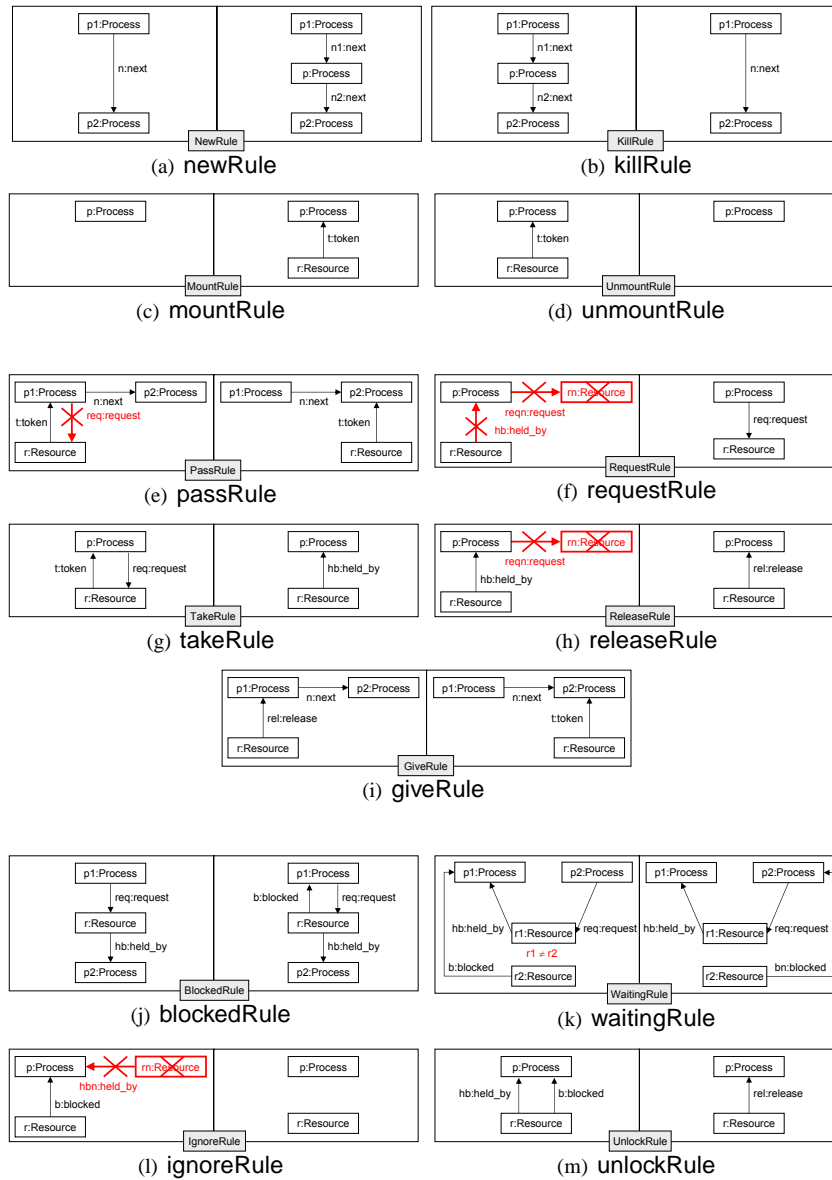 p1:Process p1:Process p1:Process p1:Process
n1:next n1:next
n:next p:Process p:Process n:next
n2:next n2:next
p2:Process p2:Process p2:Process p2:Process
NewRule KillRule
(a) newRule (b) killRule
p:Process p:Process p:Process p:Process
t:token t:token
r:Resource r:Resource
MountRule UnmountRule
(c) mountRule (d) unmountRule
p1:Process p2:Process p1:Process p2:Process p:Process rn:Resource p:Process
n:next n:next reqn:request
t:token req:request t:token hb:held_by req:request
r:Resource r:Resource r:Resource r:Resource
PassRule RequestRule
(e) passRule (f) requestRule
p:Process p:Process p:Process rn:Resource p:Process
t:token req:request hb:held_by reqn:request rel:release
hb:held_by
r:Resource r:Resource r:Resource r:Resource
TakeRule ReleaseRule
(g) takeRule (h) releaseRule
p1:Process p2:Process p1:Process p2:Process
n:next n:next
rel:release t:token
r:Resource r:Resource
GiveRule
(i) giveRule
p1:Process p1:Process p1:Process p2:Process p1:Process p2:Process
req:request b:blocked req:request
r:Resource r:Resource hb:held_by r1:Resource req:request hb:held_by r1:Resource req:request
hb:held_by hb:held_by r1 ≠ r2
b:blocked r2:Resource r2:Resource bn:blocked
p2:Process p2:Process
BlockedRule WaitingRule
(j) blockedRule (k) waitingRule
p:Process rn:Resource p:Process p:Process p:Process
hbn:held_by hb:held_by b:blocked rel:release
b:blocked
r:Resource r:Resource r:Resource r:Resource
IgnoreRule UnlockRule
(l) ignoreRule (m) unlockRule